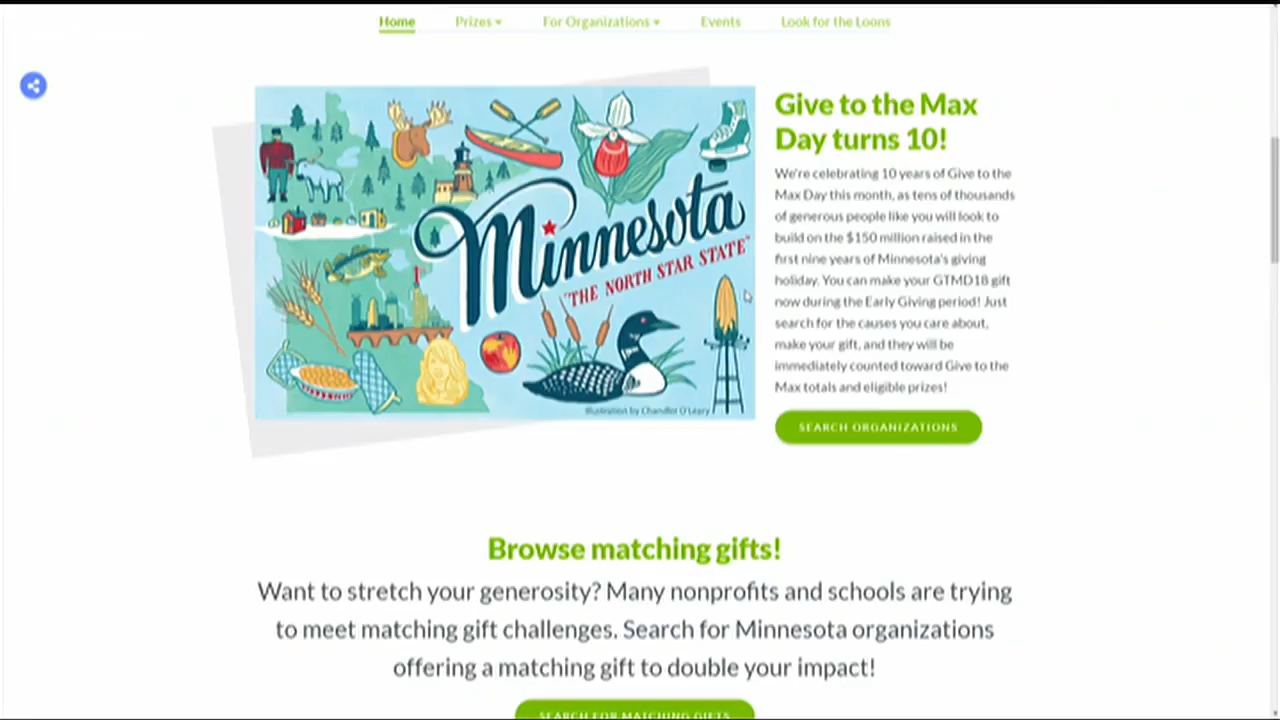 Home Prizes For Organizations Events Look for the Loons
Minnesota
"THE NORTH STAR STATE"
Illustration by Chandler O'Leary
Give to the Max
Day turns 10!
We're celebrating 10 years of Give to the
Max Day this month, as tens of thousands
of generous people like you will look to
build on the $150 million raised in the
first nine years of Minnesota's giving
holiday. You can make your GTMD18 gift
now during the Early Giving period! Just
search for the causes you care about,
make your gift, and they will be
immediately counted toward Give to the
Max totals and eligible prizes!
SEARCH ORGANIZATIONS
Browse matching gifts!
Want to stretch your generosity? Many nonprofits and schools are trying
to meet matching gift challenges. Search for Minnesota organizations
offering a matching gift to double your impact!
SEARCH FOR MATCHING GIFTS